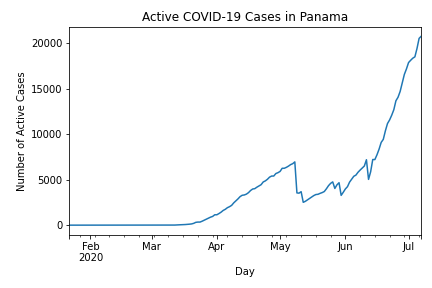 Active COVID-19 Cases in Panama
20000
15000
10000
5000
0
Number of Active Cases
Feb
2020
Mar
Apr
May
Jun
Jul
Day